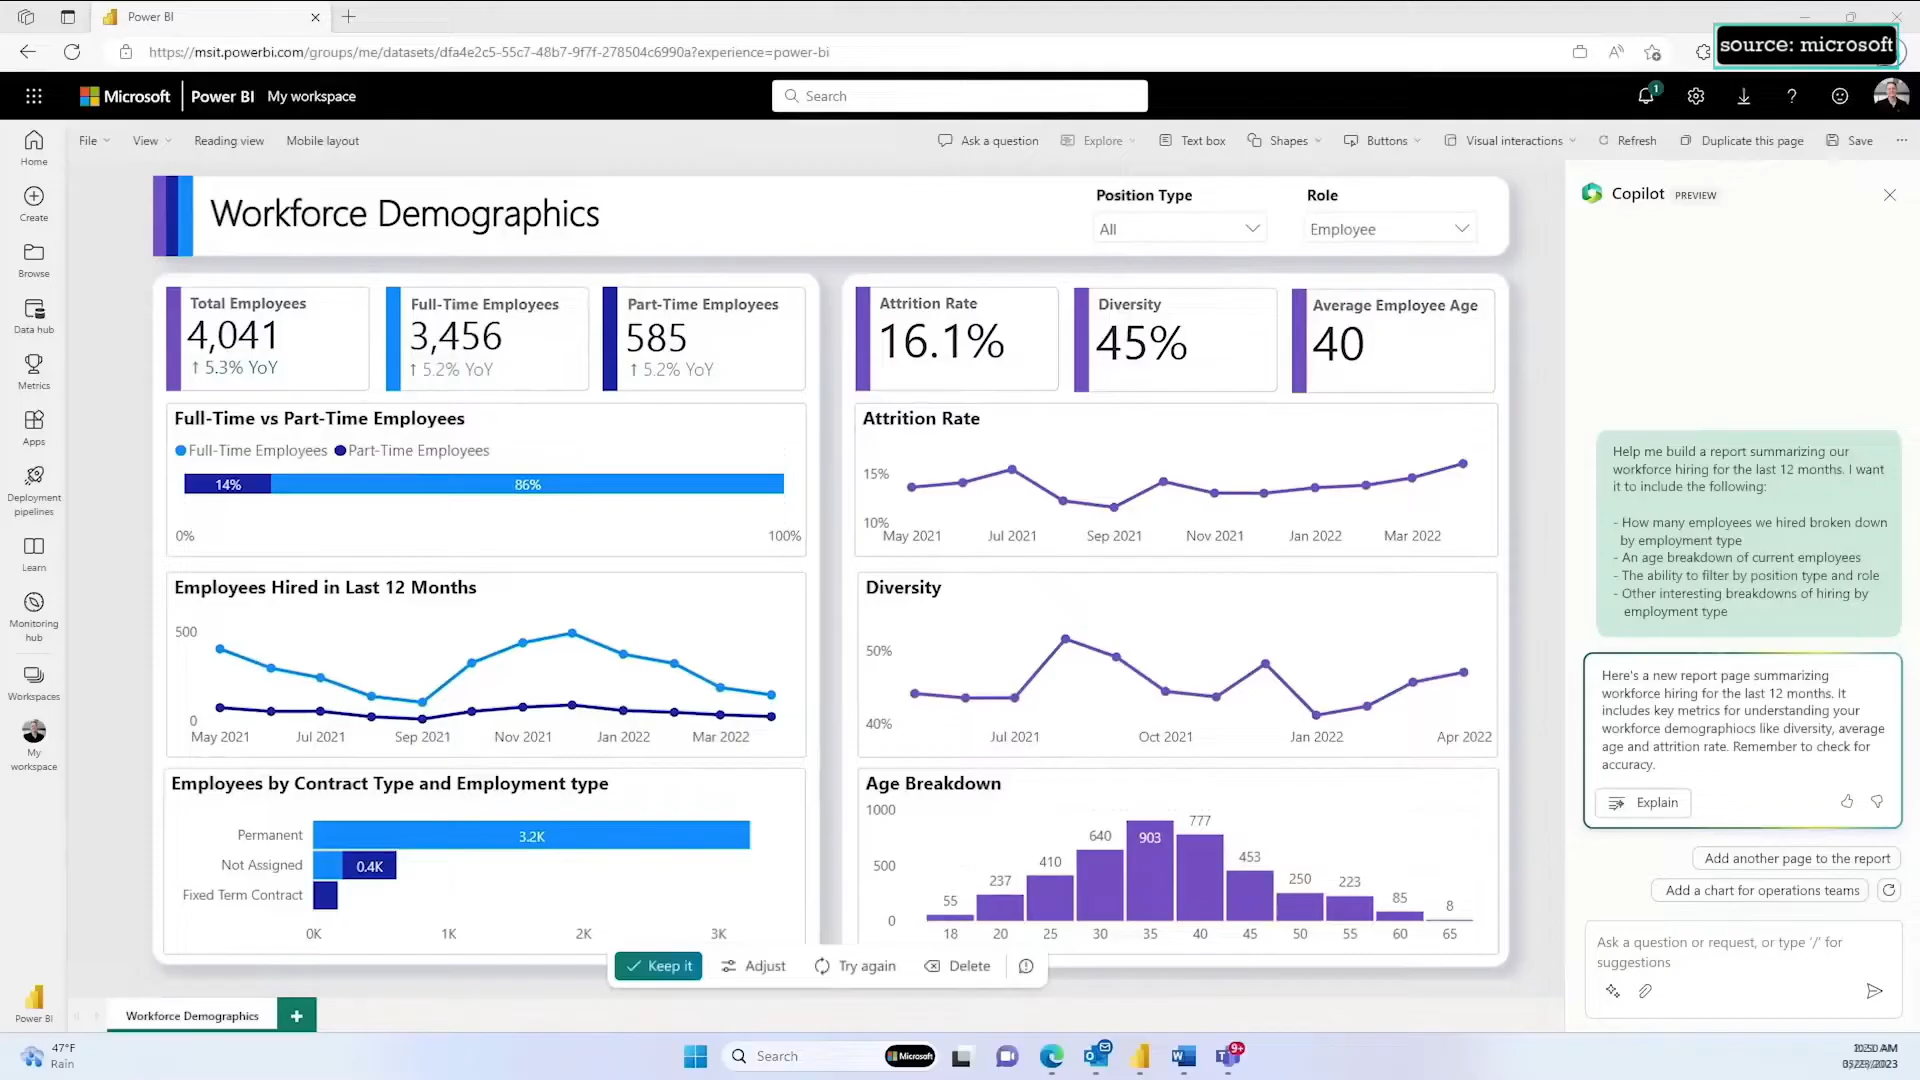 Power BI
https://msit.powerbi.com/groups/me/datasets/dfa4e2c5-55c7-48b7-9f7f-278504c6990a?experience=power-bi
source: microsoft
Microsoft
Power BI
My workspace
Search
1
File
View
Reading view
Mobile layout
Ask a question
Explore
Text box
Shapes
Buttons
Visual interactions
Refresh
Duplicate this page
Save
Home
Create
Browse
Data hub
Metrics
Apps
Deployment
pipelines
Learn
Monitoring
hub
Workspaces
My
workspace
Power BI
Workforce Demographics
Position Type
All
Role
Employee
Total Employees
4,041
↑ 5.3% YoY
Full-Time Employees
3,456
↑ 5.2% YoY
Part-Time Employees
585
↑ 5.2% YoY
Attrition Rate
16.1%
Diversity
45%
Average Employee Age
40
Full-Time vs Part-Time Employees
Full-Time Employees
Part-Time Employees
14%
86%
0%
100%
Attrition Rate
15%
10%
May 2021
Jul 2021
Sep 2021
Nov 2021
Jan 2022
Mar 2022
Employees Hired in Last 12 Months
500
0
May 2021
Jul 2021
Sep 2021
Nov 2021
Jan 2022
Mar 2022
Diversity
50%
40%
Jul 2021
Oct 2021
Jan 2022
Apr 2022
Employees by Contract Type and Employment type
Permanent
3.2K
Not Assigned
0.4K
Fixed Term Contract
0K
1K
2K
3K
Age Breakdown
1000
500
0
55
237
410
640
903
777
453
250
223
85
8
18
20
25
30
35
40
45
50
55
60
65
Keep it
Adjust
Try again
Delete
Workforce Demographics
Copilot
PREVIEW
Help me build a report summarizing our
workforce hiring for the last 12 months. I want
it to include the following:
- How many employees we hired broken down
by employment type
- An age breakdown of current employees
- The ability to filter by position type and role
- Other interesting breakdowns of hiring by
employment type
Here's a new report page summarizing
workforce hiring for the last 12 months. It
includes key metrics for understanding your
workforce demographics like diversity, average
age and attrition rate. Remember to check for
accuracy.
Explain
Add another page to the report
Add a chart for operations teams
Ask a question or request, or type '/' for
suggestions
47°F
Rain
Search
Microsoft
9+